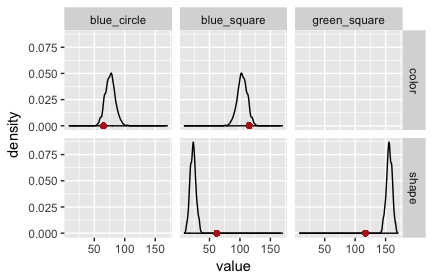 blue_circle blue_square green_square
density
0.075
0.050
0.025
0.000
color
0.075
0.050
0.025
0.000
shape
50 100 150 50 100 150 50 100 150
value